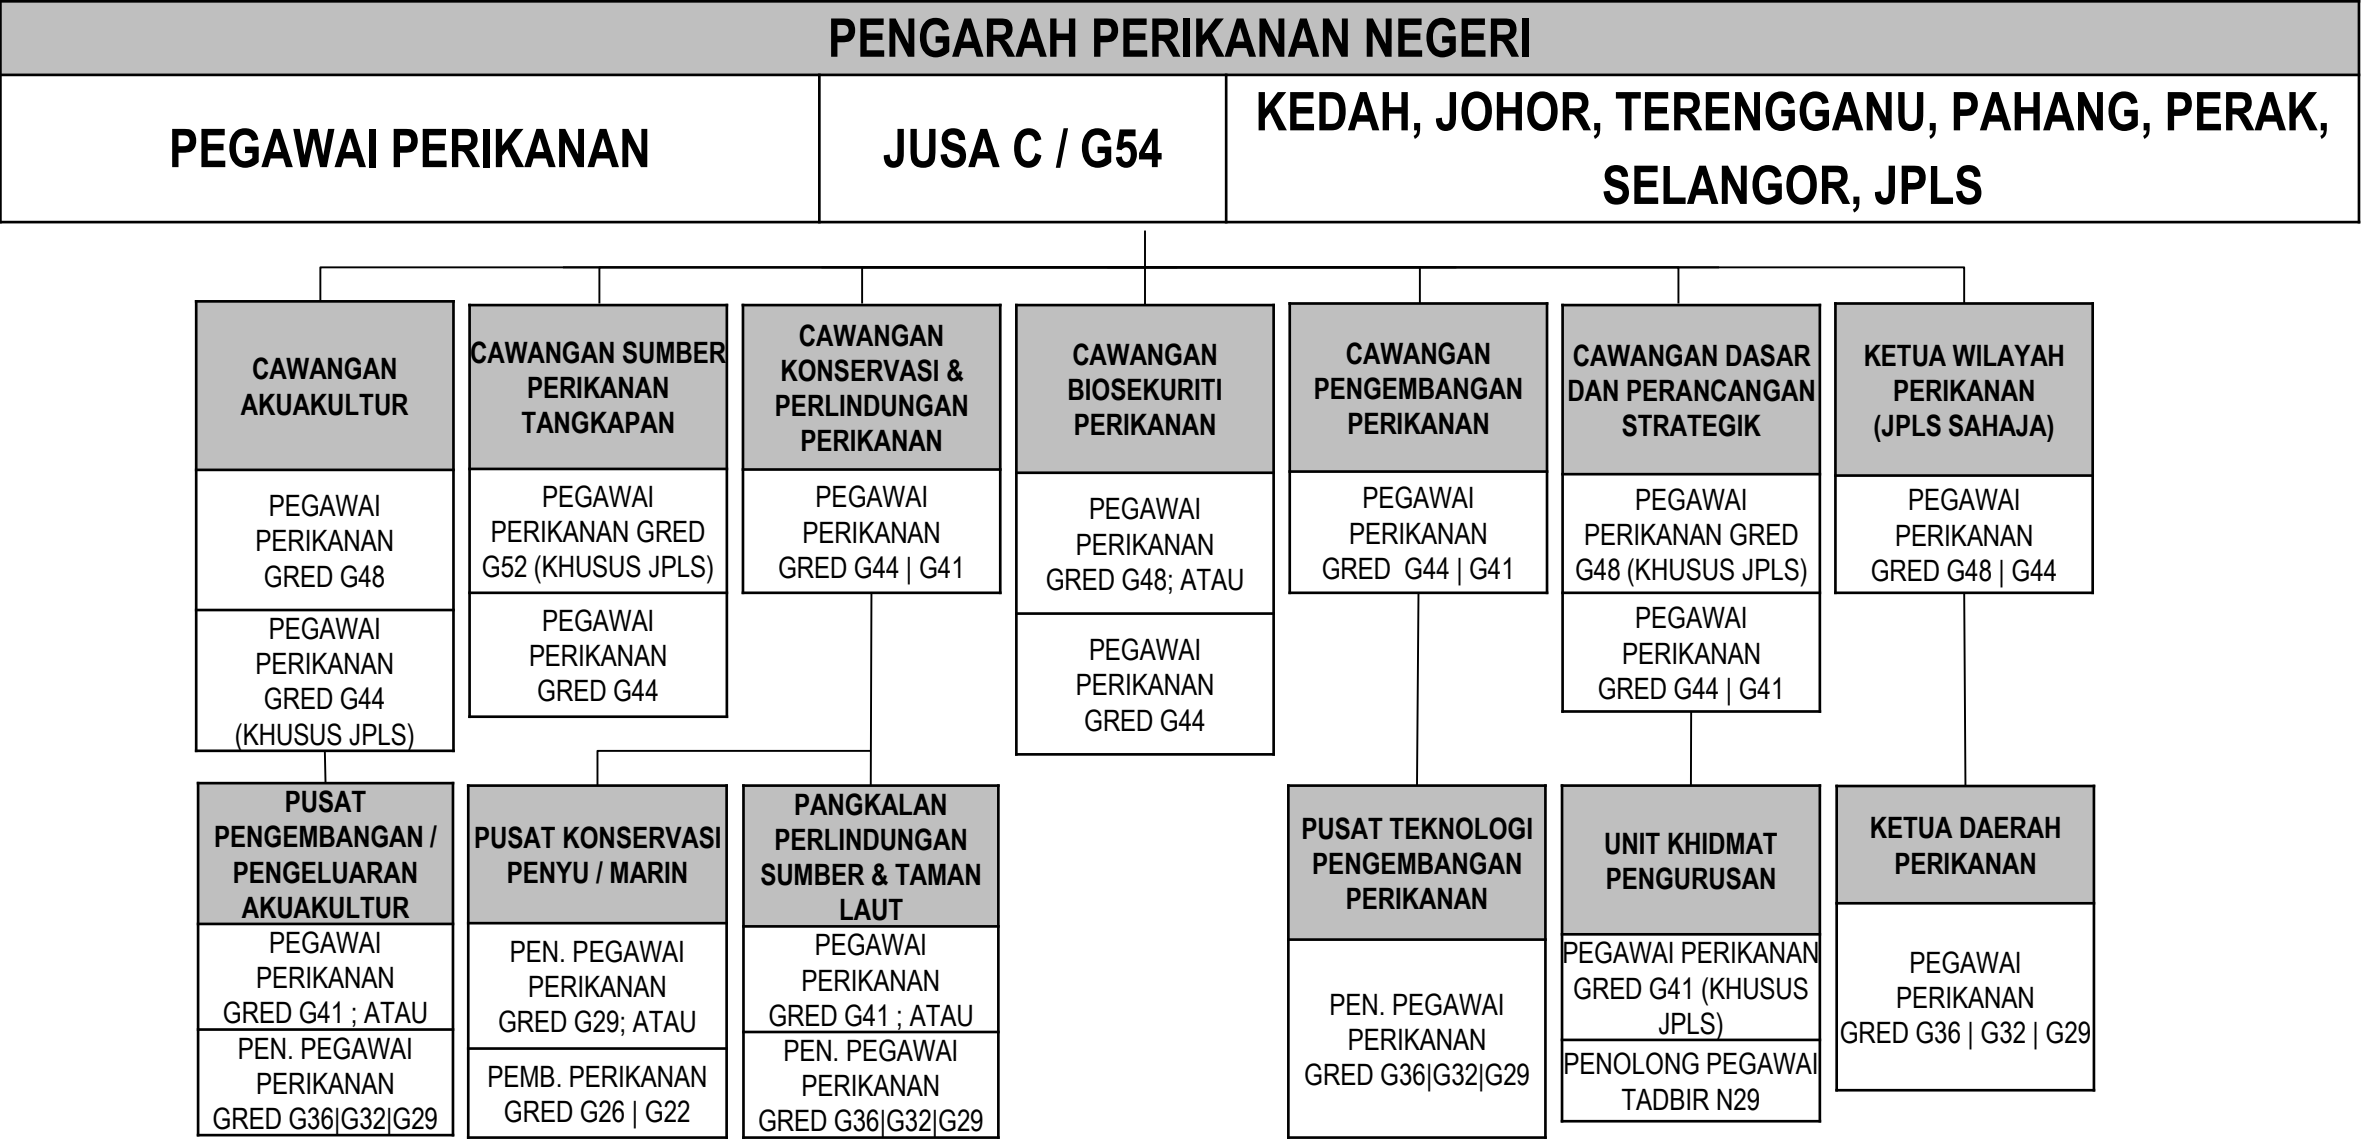 PENGARAH PERIKANAN NEGERI
PEGAWAI PERIKANAN
JUSA C / G54
KEDAH, JOHOR, TERENGGANU, PAHANG, PERAK,
SELANGOR, JPLS
CAWANGAN
AKUAKULTUR
PEGAWAI
PERIKANAN
GRED G48
PEGAWAI
PERIKANAN
GRED G44
(KHUSUS JPLS)
CAWANGAN SUMBER
PERIKANAN
TANGKAPAN
PEGAWAI
PERIKANAN GRED
G52 (KHUSUS JPLS)
PEGAWAI
PERIKANAN
GRED G44
CAWANGAN
KONSERVASI &
PERLINDUNGAN
PERIKANAN
PEGAWAI
PERIKANAN
GRED G44 | G41
CAWANGAN
BIOSEKURITI
PERIKANAN
PEGAWAI
PERIKANAN
GRED G48; ATAU
PEGAWAI
PERIKANAN
GRED G44
CAWANGAN
PENGEMBANGAN
PERIKANAN
PEGAWAI
PERIKANAN
GRED G44 | G41
CAWANGAN DASAR
DAN PERANCANGAN
STRATEGIK
PEGAWAI
PERIKANAN GRED
G48 (KHUSUS JPLS)
PEGAWAI
PERIKANAN
GRED G44 | G41
KETUA WILAYAH
PERIKANAN
(JPLS SAHAJA)
PEGAWAI
PERIKANAN
GRED G48 | G44
PUSAT
PENGEMBANGAN /
PENGELUARAN
AKUAKULTUR
PEGAWAI
PERIKANAN
GRED G41 ; ATAU
PEN. PEGAWAI
PERIKANAN
GRED G36|G32|G29
PUSAT KONSERVASI
PENYU / MARIN
PEN. PEGAWAI
PERIKANAN
GRED G29; ATAU
PEMB. PERIKANAN
GRED G26 | G22
PANGKALAN
PERLINDUNGAN
SUMBER & TAMAN
LAUT
PEGAWAI
PERIKANAN
GRED G41 ; ATAU
PEN. PEGAWAI
PERIKANAN
GRED G36|G32|G29
PUSAT TEKNOLOGI
PENGEMBANGAN
PERIKANAN
PEN. PEGAWAI
PERIKANAN
GRED G36|G32|G29
UNIT KHIDMAT
PENGURUSAN
PEGAWAI PERIKANAN
GRED G41 (KHUSUS
JPLS)
PENOLONG PEGAWAI
TADBIR N29
KETUA DAERAH
PERIKANAN
PEGAWAI
PERIKANAN
GRED G36 | G32 | G29